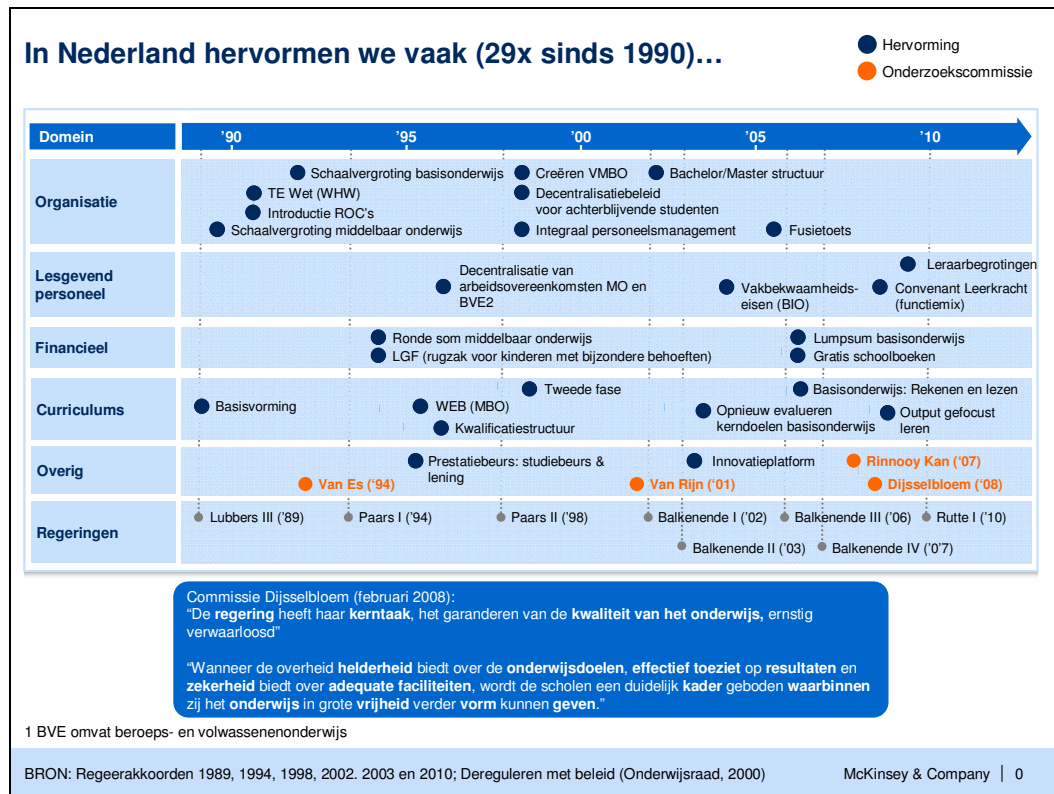 In Nederland hervormen we vaak (29x sinds 1990)…
Hervorming
Onderzoekscommissie
Domein
’90
’95
’00
’05
’10
Organisatie
Schaalvergroting basisonderwijs
TE Wet (WHW)
Introductie ROC’s
Schaalvergroting middelbaar onderwijs
Creëren VMBO
Decentralisatiebeleid
voor achterblijvende studenten
Integraal personeelsmanagement
Bachelor/Master structuur
Fusietoets
Lesgevend
personeel
Decentralisatie van
arbeidsovereenkomsten MO en
BVE2
Vakbekwaamheids-
eisen (BIO)
Leraarbegrotingen
Convenant Leerkracht
(functiemix)
Financieel
Ronde som middelbaar onderwijs
LGF (rugzak voor kinderen met bijzondere behoeften)
Lumpsum basisonderwijs
Gratis schoolboeken
Curriculums
Basisvorming
Tweede fase
WEB (MBO)
Kwalificatiestructuur
Basisonderwijs: Rekenen en lezen
Opnieuw evalueren
kerndoelen basisonderwijs
Output gefocust
leren
Overig
Prestatiebeurs: studiebeurs &
lening
Van Es (‘94)
Innovatieplatform
Van Rijn (‘01)
Rinnooy Kan (‘07)
Dijsselbloem (‘08)
Regeringen
Lubbers III (’89)
Paars I (’94)
Paars II (’98)
Balkenende I (’02)
Balkenende III (’06)
Rutte I (’10)
Balkenende II (’03)
Balkenende IV (’0’7)
Commissie Dijsselbloem (februari 2008):
“De regering heeft haar kerntaak, het garanderen van de kwaliteit van het onderwijs, ernstig
verwaarloosd”
“Wanneer de overheid helderheid biedt over de onderwijsdoelen, effectief toeziet op resultaten en
zekerheid biedt over adequate faciliteiten, wordt de scholen een duidelijk kader geboden waarbinnen
zij het onderwijs in grote vrijheid verder vorm kunnen geven.”
1 BVE omvat beroeps- en volwassenenonderwijs
BRON: Regeerakkoorden 1989, 1994, 1998, 2002. 2003 en 2010; Dereguleren met beleid (Onderwijsraad, 2000)
McKinsey & Company | 0